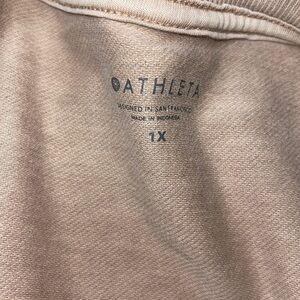 ATHLETA
DESIGNED IN SAN FRANCISCO
MADE IN INDONESIA
1X